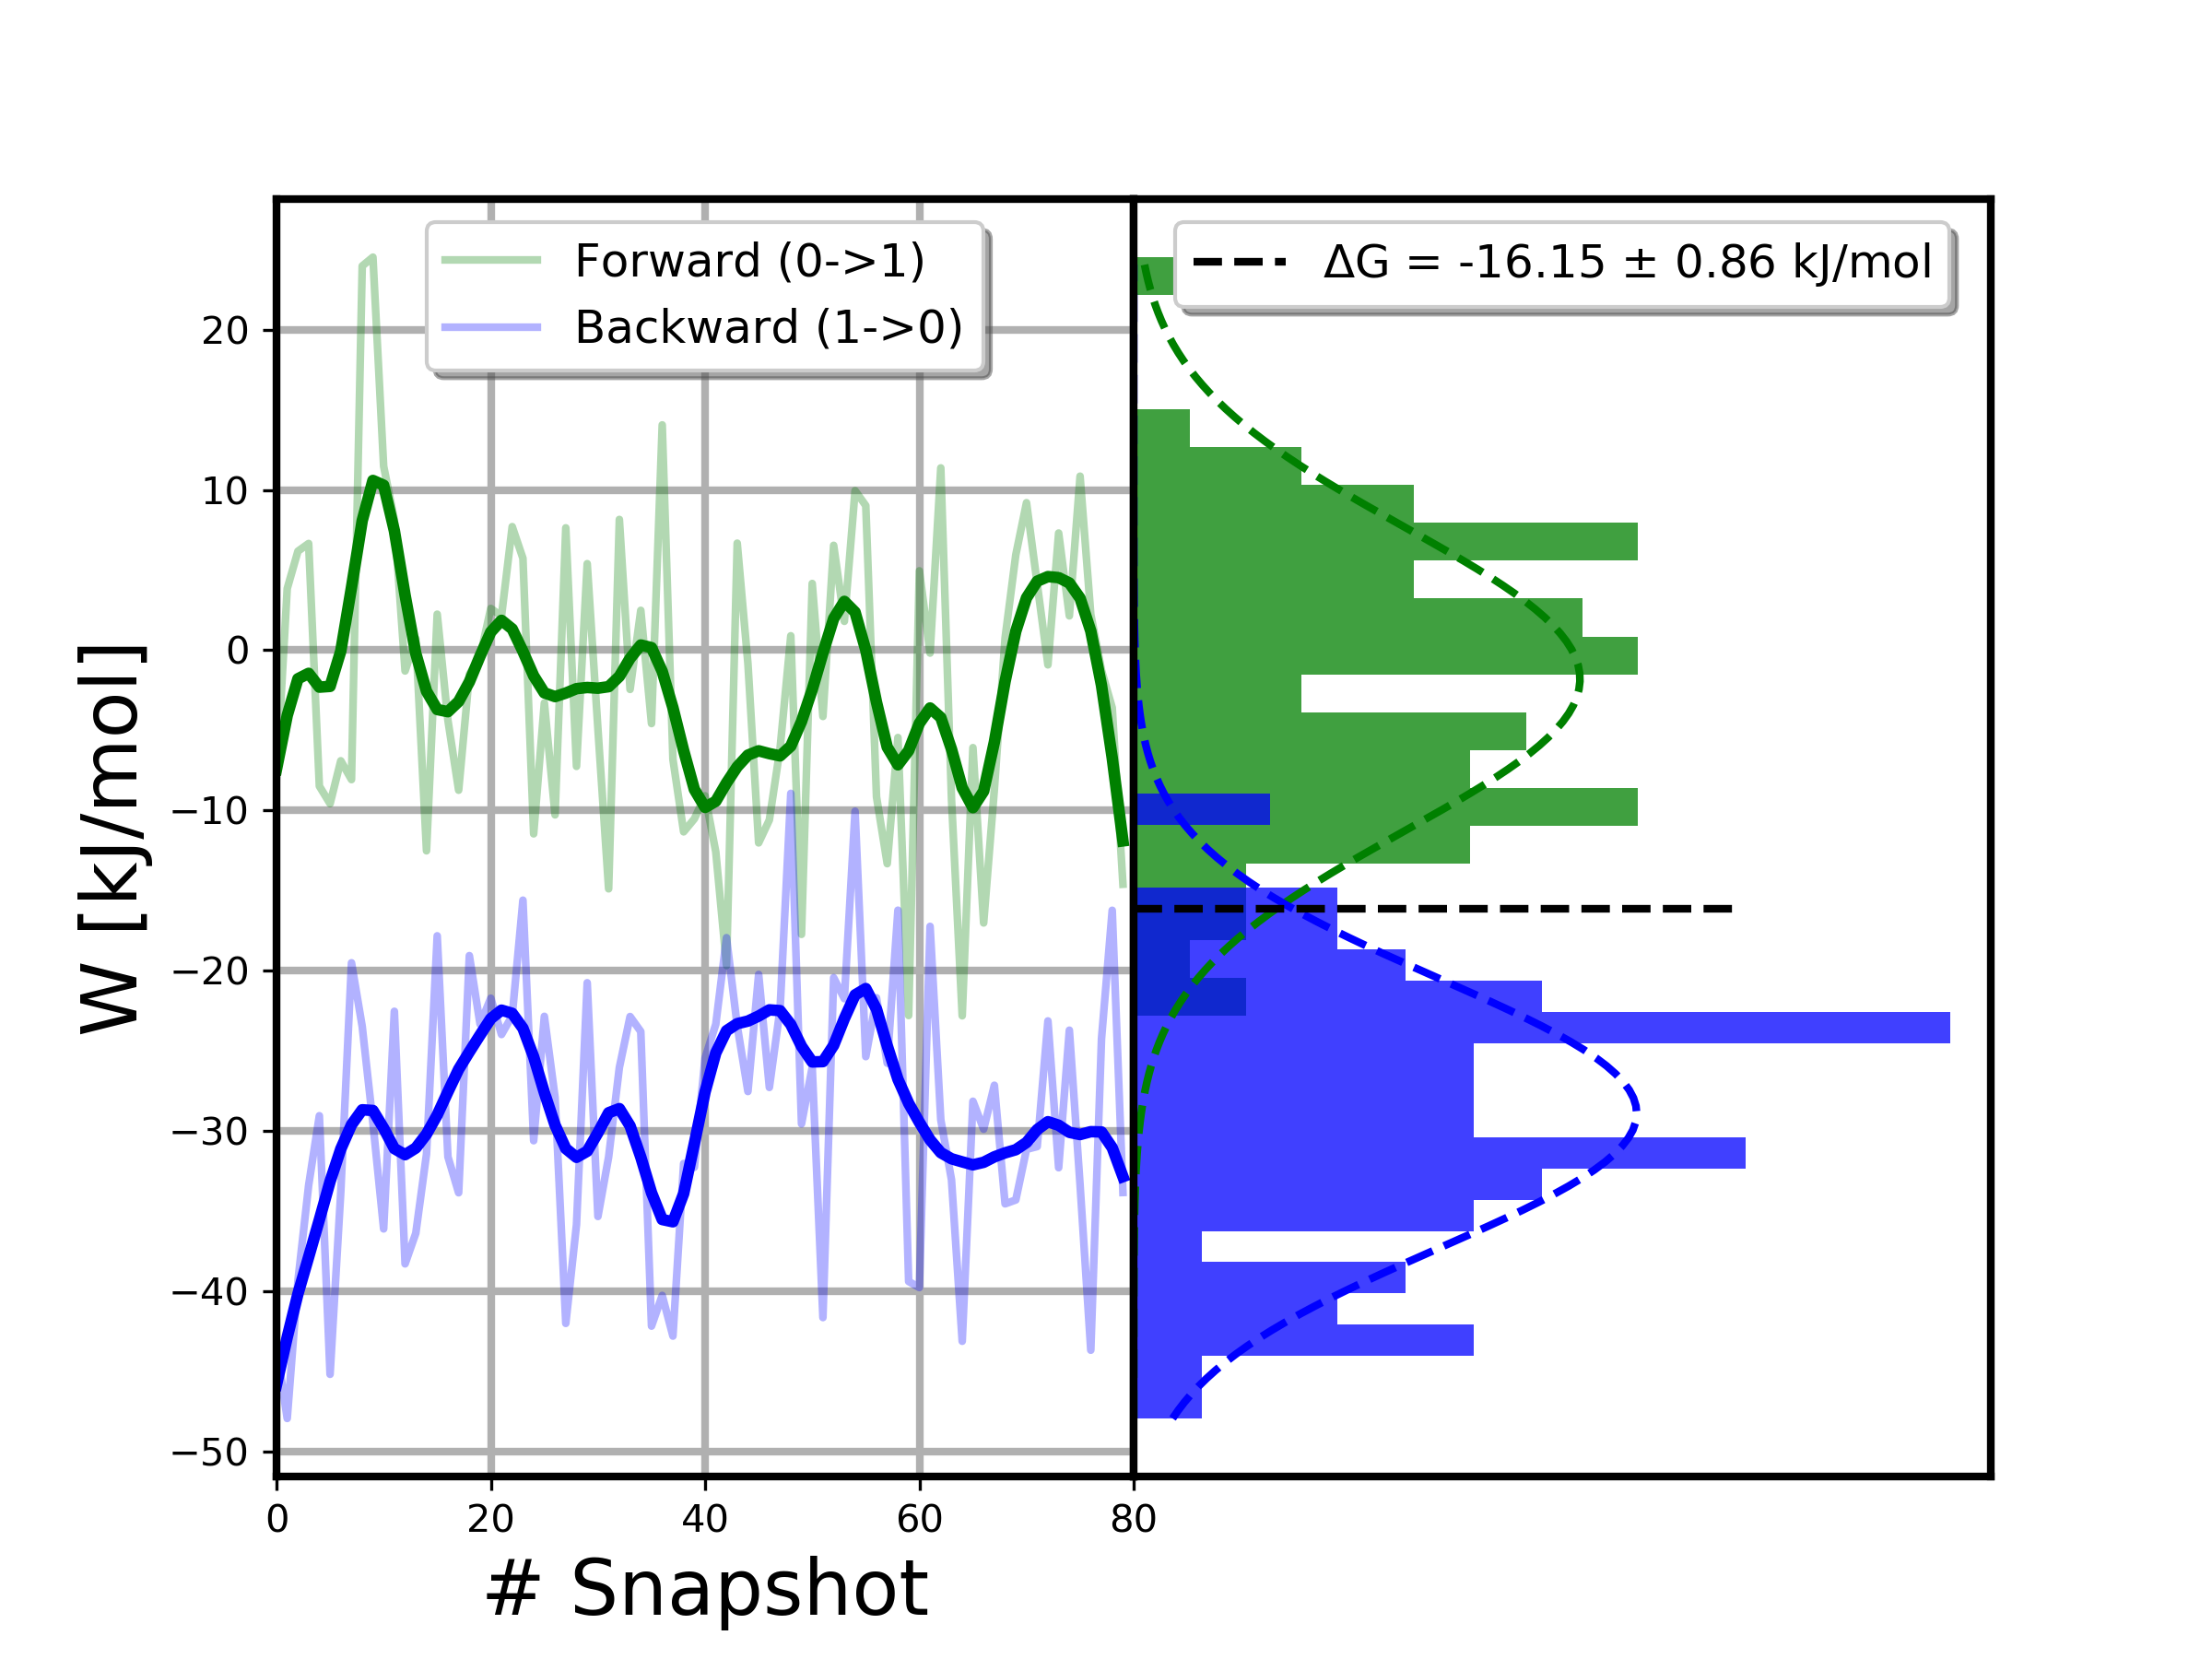 Forward (0->1)
Backward (1->0)
ΔG = -16.15 ± 0.86 kJ/mol
20
10
0
−10
−20
−30
−40
−50
W [kJ/mol]
0 20 40 60 80
# Snapshot